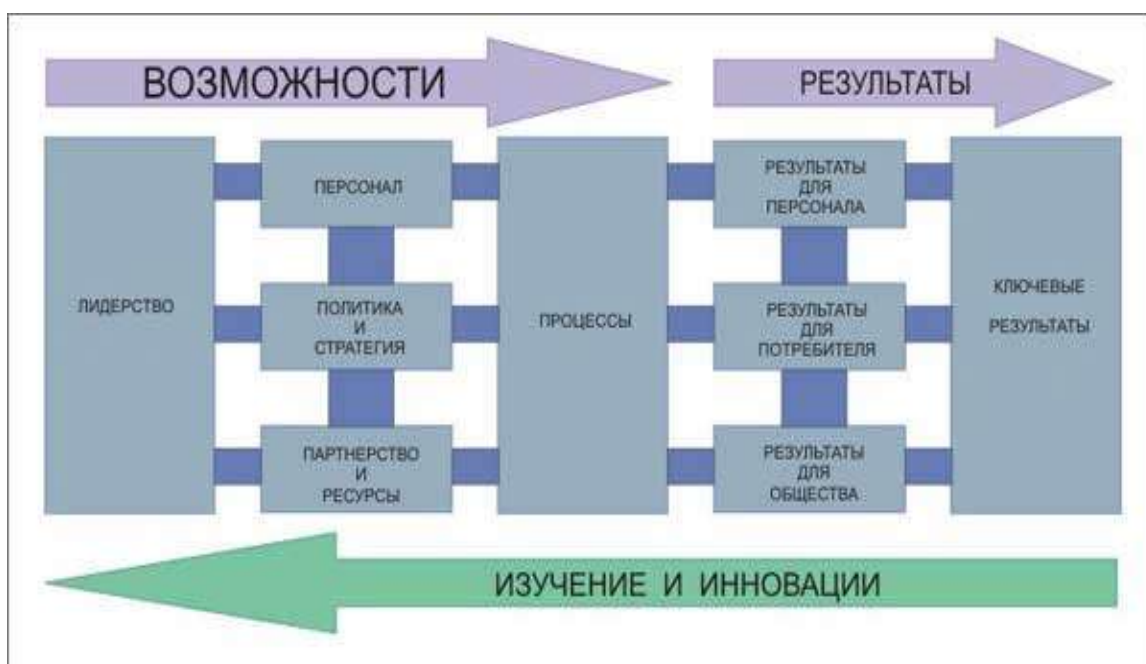 ВОЗМОЖНОСТИ
РЕЗУЛЬТАТЫ
ЛИДЕРСТВО
ПЕРСОНАЛ
ПОЛИТИКА
И
СТРАТЕГИЯ
ПАРТНЕРСТВО
И
РЕСУРСЫ
ПРОЦЕССЫ
РЕЗУЛЬТАТЫ
ДЛЯ
ПЕРСОНАЛА
РЕЗУЛЬТАТЫ
ДЛЯ
ПОТРЕБИТЕЛЯ
РЕЗУЛЬТАТЫ
ДЛЯ
ОБЩЕСТВА
КЛЮЧЕВЫЕ
РЕЗУЛЬТАТЫ
ИЗУЧЕНИЕ И ИННОВАЦИИ